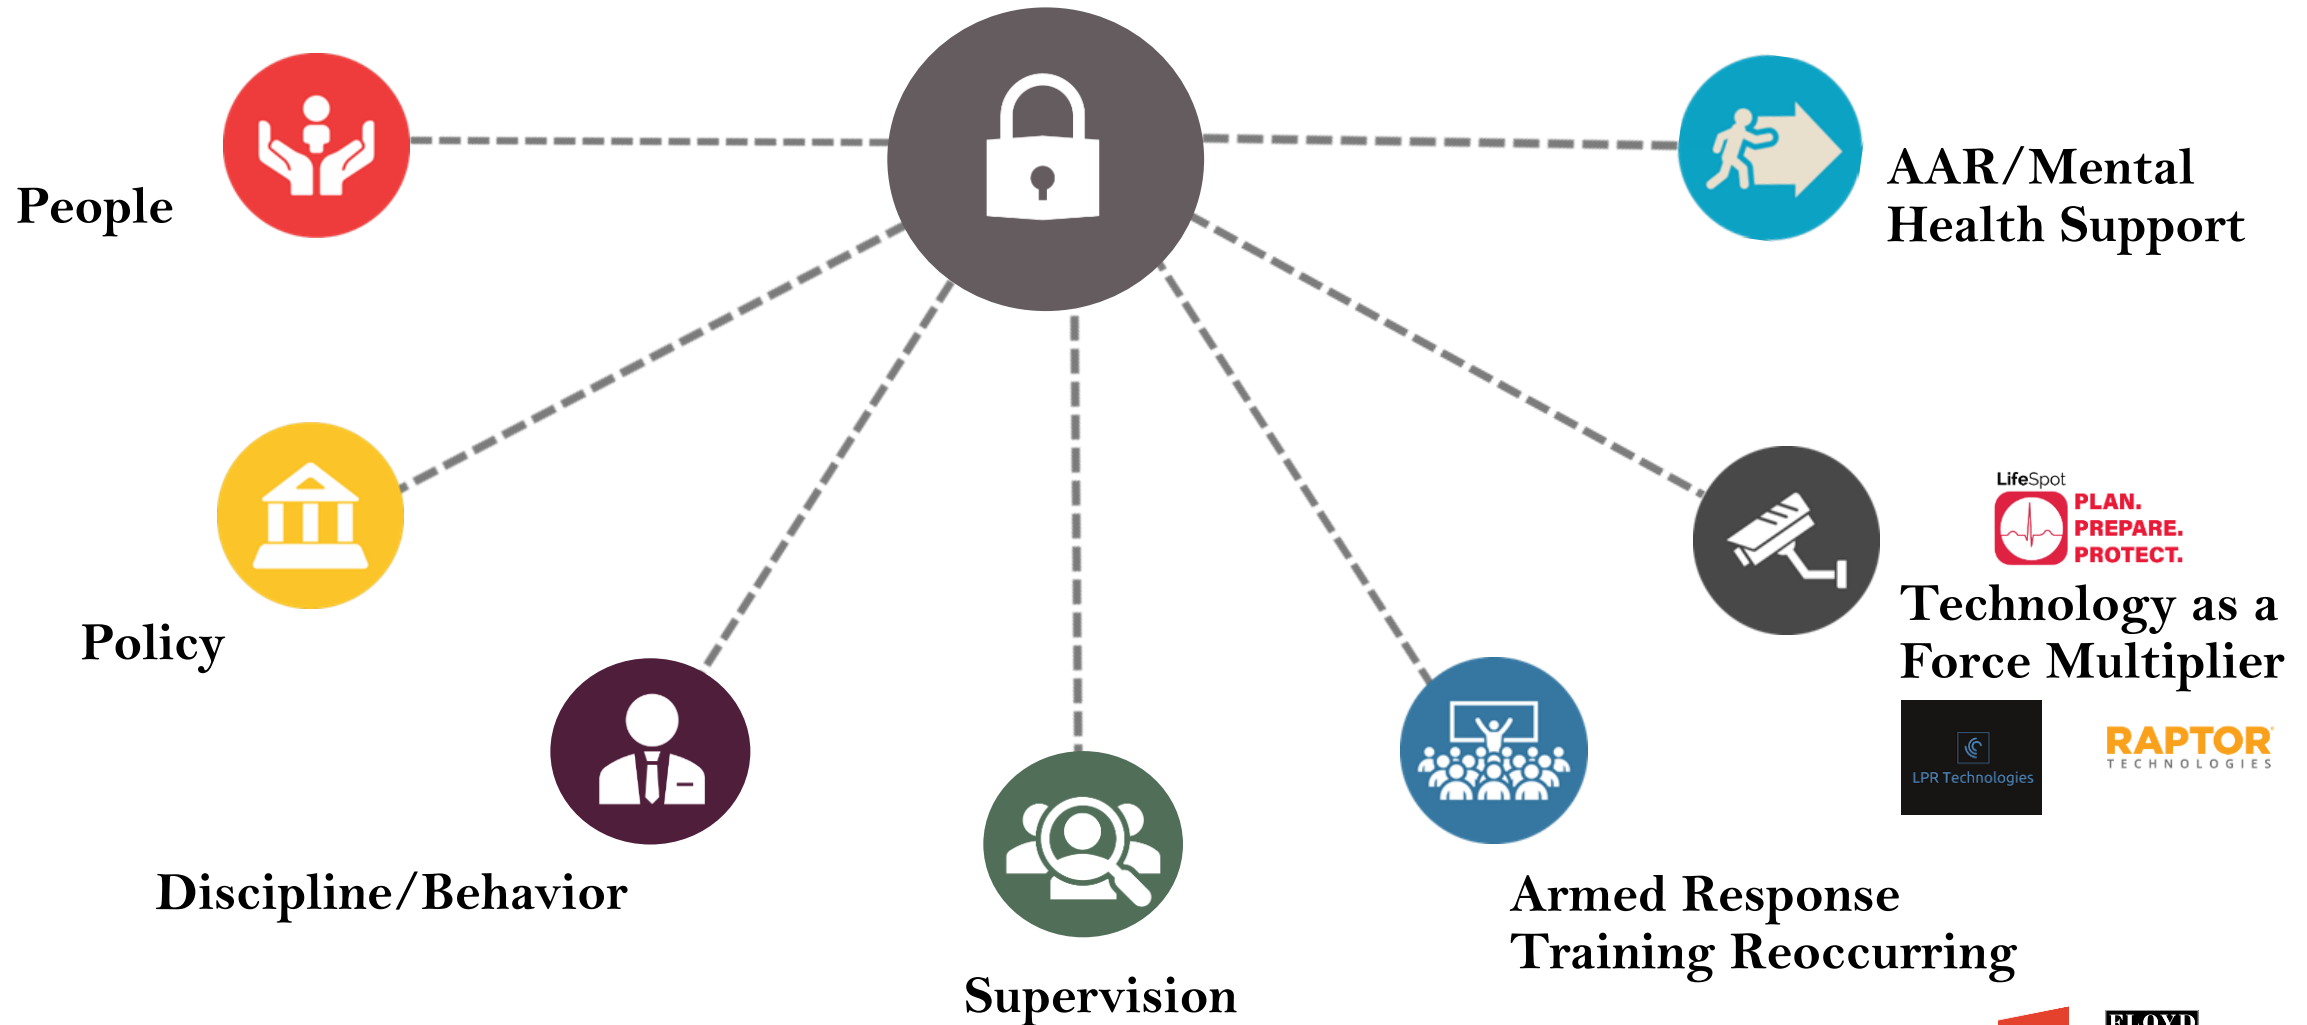 People
AAR/Mental
Health Support
Policy
LifeSpot
PLAN.
PREPARE.
PROTECT.
Technology as a
Force Multiplier
LPR Technologies
RAPTOR
TECHNOLOGIES
Discipline/Behavior
Supervision
Armed Response
Training Reoccurring
FLOYD